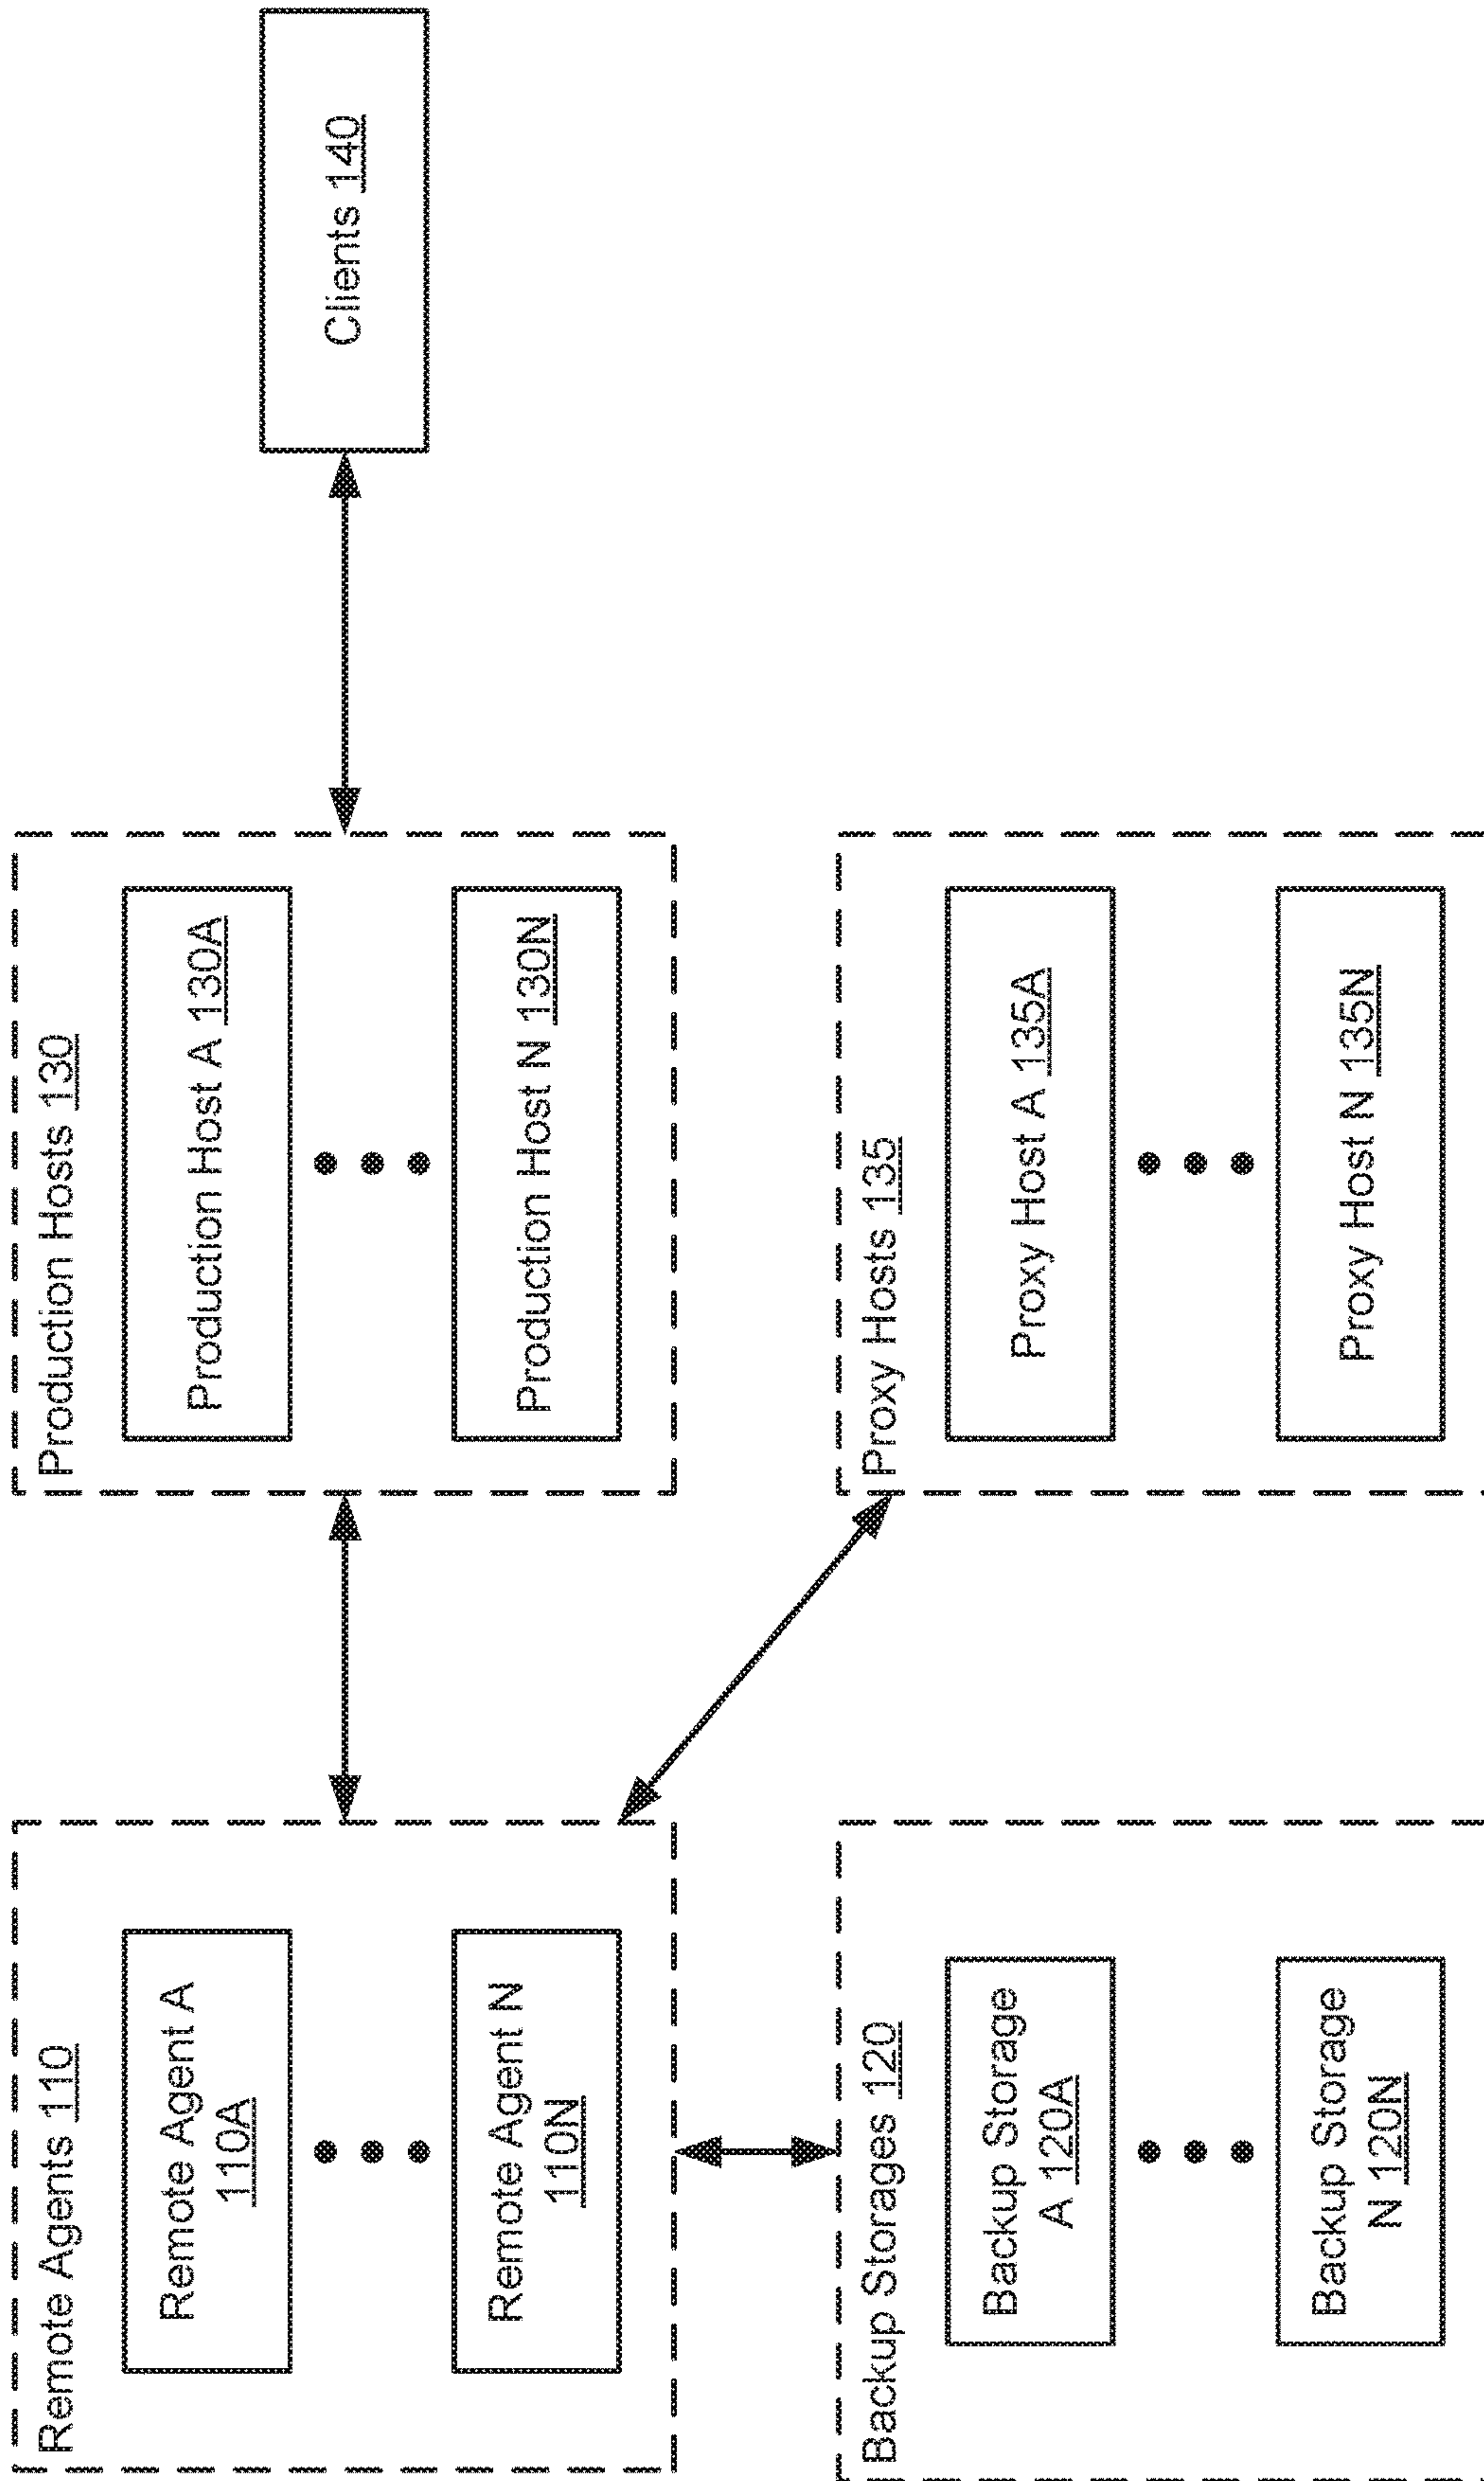 Remote Agents 110
Remote Agent A
110A
Remote Agent N
110N
Production Hosts 130
Production Host A 130A
Production Host N 130N
Clients 140
Backup Storages 120
Backup Storage
A 120A
Backup Storage
N 120N
Proxy Hosts 135
Proxy Host A 135A
Proxy Host N 135N